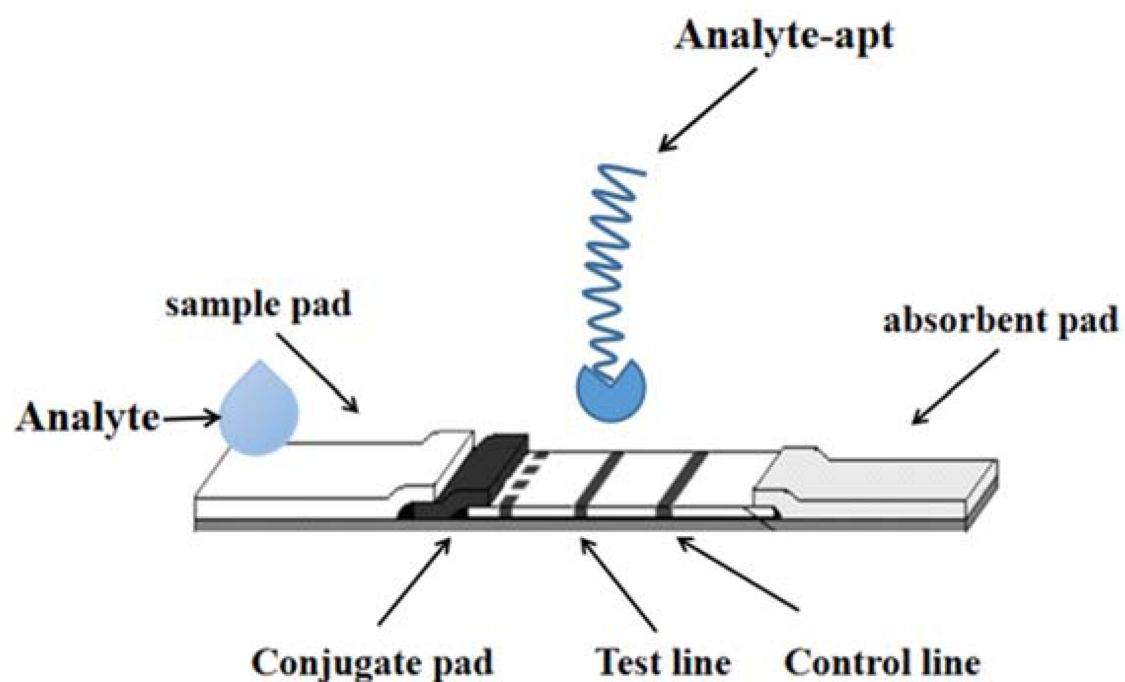 Analyte-apt
sample pad
absorbent pad
Analyte
Conjugate pad
Test line
Control line